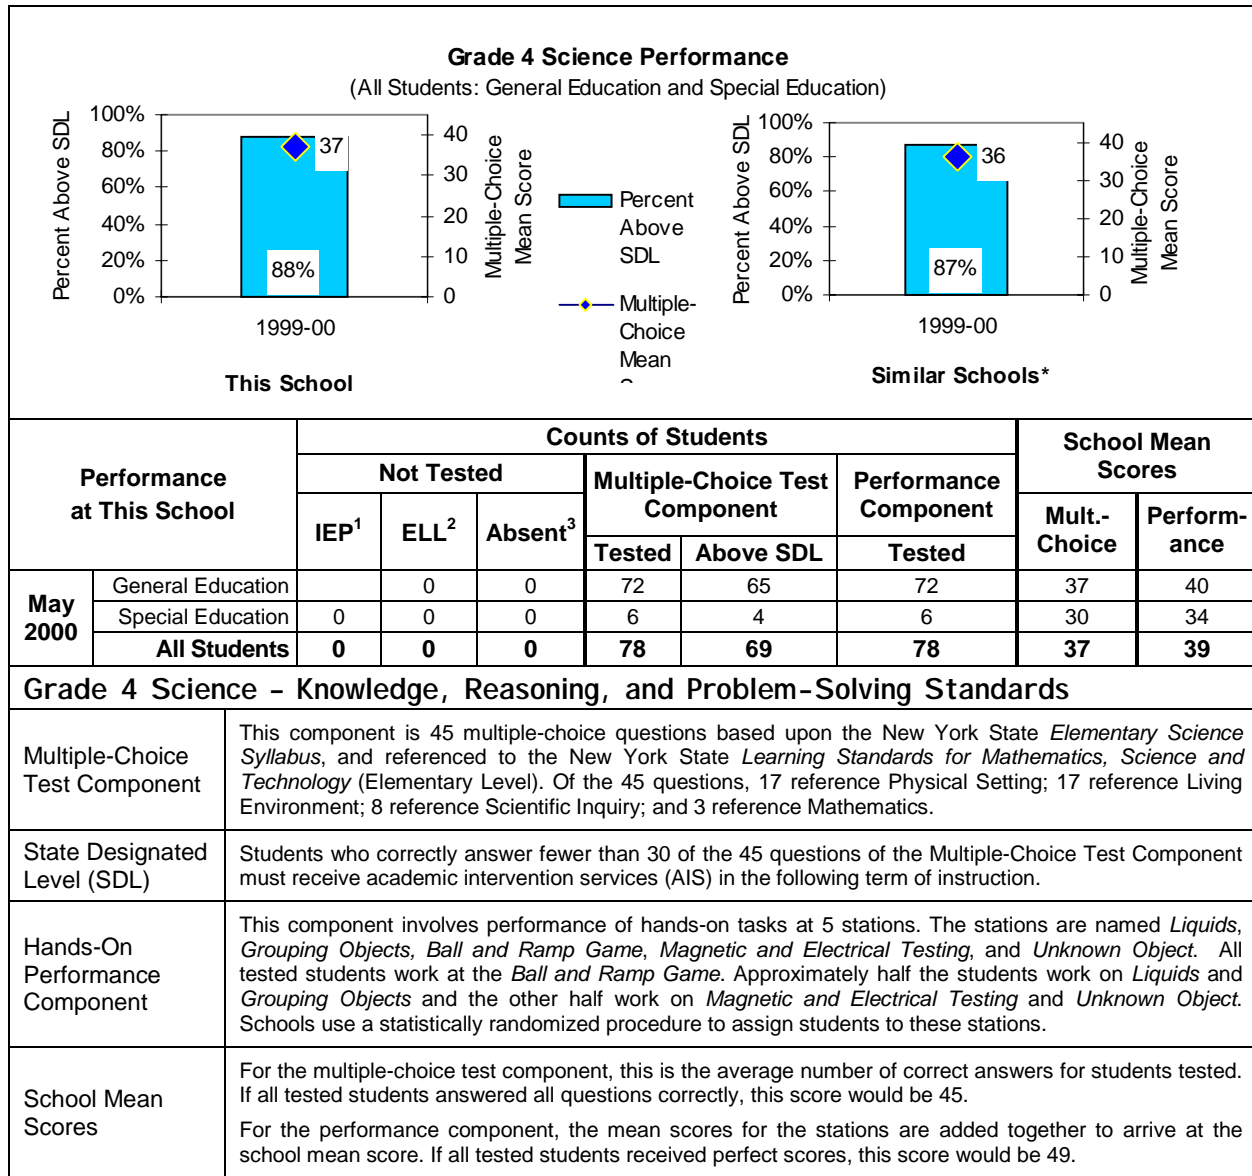 Grade 4 Science Performance
(All Students: General Education and Special Education)
Percent Above SDL
100%
80%
60%
40%
20%
0%
37
88%
40
30
20
10
0
Multiple-Choice
Mean Score
1999-00
This School
Percent
Above
SDL
Multiple-
Choice
Mean
Percent Above SDL
100%
80%
60%
40%
20%
0%
36
87%
40
30
20
10
0
Multiple-Choice
Mean Score
1999-00
Similar Schools*
Performance
at This School
Counts of Students
School Mean
Scores
Not Tested
Multiple-Choice Test
Component
Performance
Component
IEP1 ELL2 Absent3
Tested Above SDL Tested
Mult.-
Choice
Perform-
ance
May
2000
General Education 0 0 72 65 72 37 40
Special Education 0 0 0 6 4 6 30 34
All Students 0 0 0 78 69 78 37 39
Grade 4 Science – Knowledge, Reasoning, and Problem-Solving Standards
Multiple-Choice
Test Component
This component is 45 multiple-choice questions based upon the New York State Elementary Science
Syllabus, and referenced to the New York State Learning Standards for Mathematics, Science and
Technology (Elementary Level). Of the 45 questions, 17 reference Physical Setting; 17 reference Living
Environment; 8 reference Scientific Inquiry; and 3 reference Mathematics.
State Designated
Level (SDL)
Students who correctly answer fewer than 30 of the 45 questions of the Multiple-Choice Test Component
must receive academic intervention services (AIS) in the following term of instruction.
Hands-On
Performance
Component
This component involves performance of hands-on tasks at 5 stations. The stations are named Liquids,
Grouping Objects, Ball and Ramp Game, Magnetic and Electrical Testing, and Unknown Object. All
tested students work at the Ball and Ramp Game. Approximately half the students work on Liquids and
Grouping Objects and the other half work on Magnetic and Electrical Testing and Unknown Object.
Schools use a statistically randomized procedure to assign students to these stations.
School Mean
Scores
For the multiple-choice test component, this is the average number of correct answers for students tested.
If all tested students answered all questions correctly, this score would be 45.
For the performance component, the mean scores for the stations are added together to arrive at the
school mean score. If all tested students received perfect scores, this score would be 49.